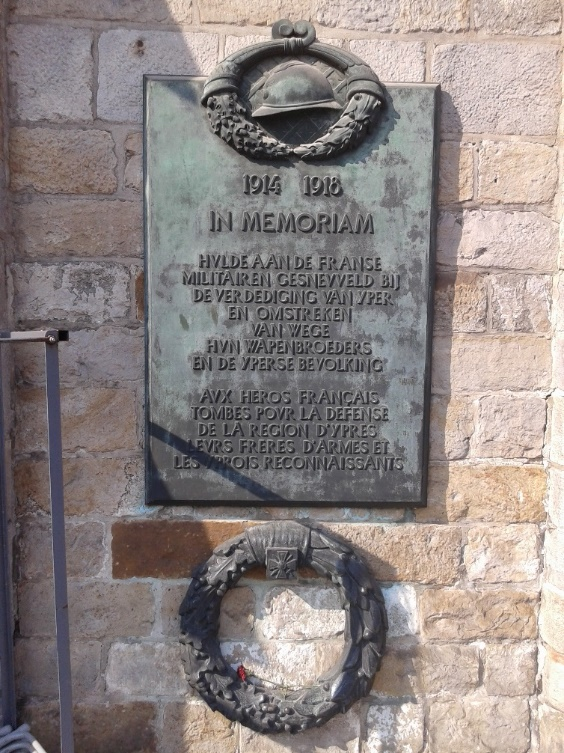 1914 1918
IN MEMORIAM
HVLDE AAN DE FRANSE
MILITAIREN GESNEVVELD BIJ
DE VERDEDIGING VAN YPER
EN OMSTREKEN
VAN WEGE
HVN WAPENBROEDERS
EN DE YPERSE BEVOLKING
AVX HEROS FRANÇAIS
TOMBES POVR LA DEFENSE
DE LA REGION D'YPRES
LEVRS FRERES D'ARMES ET
LES YPROIS RECONNAISSANTS